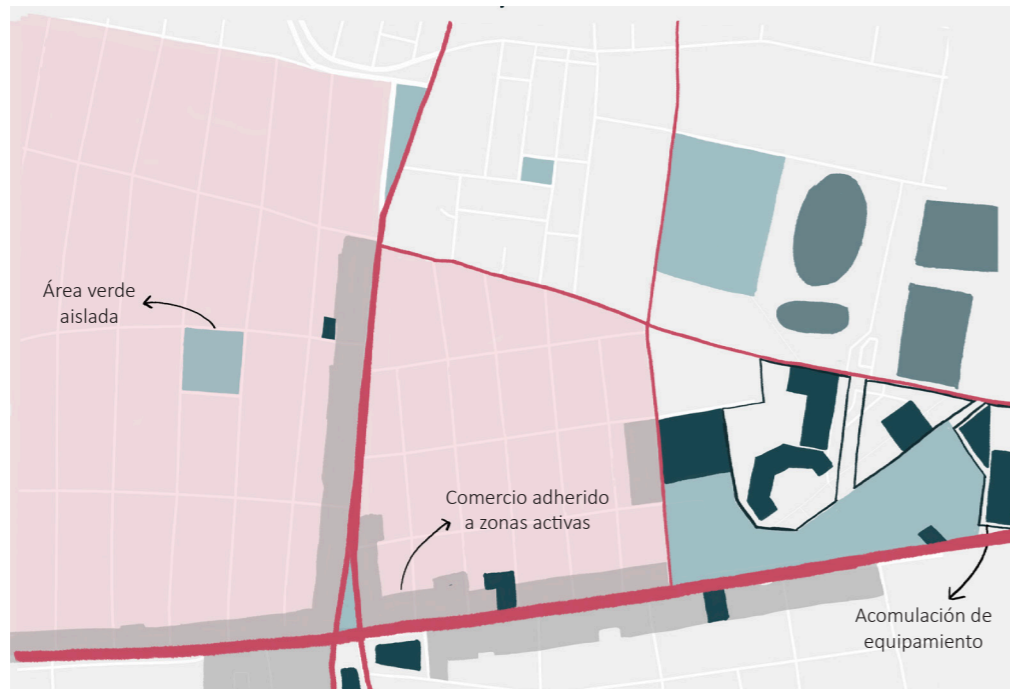 Área verde
aislada
Comercio adherido
a zonas activas
Acomulación de
equipamiento